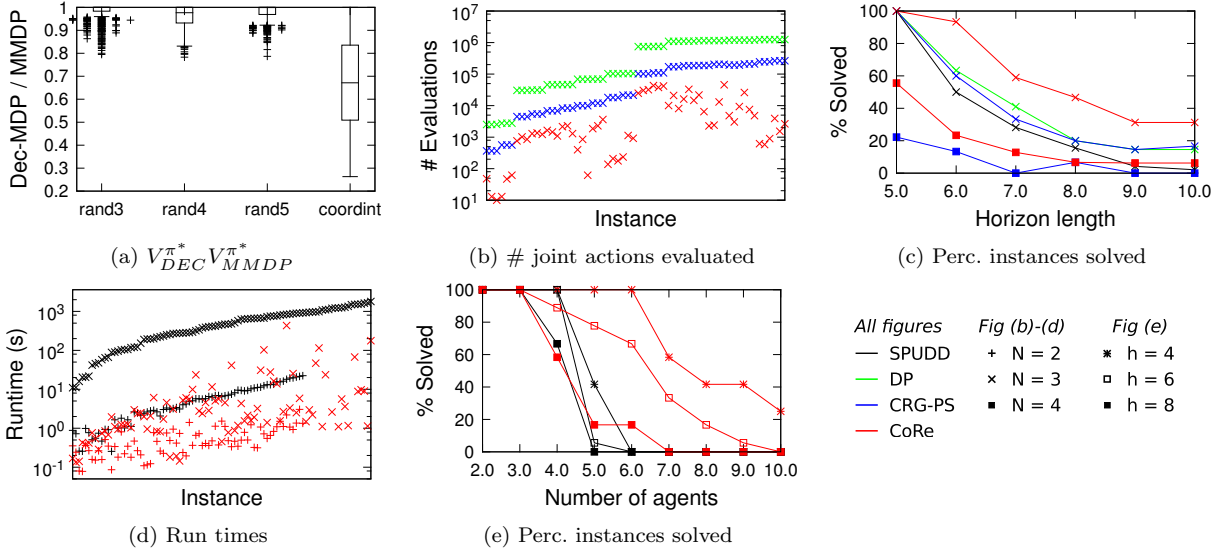 Dec-MDP / MMDP
1
0.9
0.8
0.7
0.6
0.5
0.4
0.3
0.2
rand3 rand4 rand5 coordint
(a) V_{DEC}^{π*} V_{MMDP}^{π*}
# Evaluations
10^7
10^6
10^5
10^4
10^3
10^2
10^1
Instance
(b) # joint actions evaluated
% Solved
100
80
60
40
20
0
5.0 6.0 7.0 8.0 9.0 10.0
Horizon length
(c) Perc. instances solved
Runtime (s)
10^3
10^2
10^1
10^0
10^-1
Instance
(d) Run times
% Solved
100
80
60
40
20
0
2.0 3.0 4.0 5.0 6.0 7.0 8.0 9.0 10.0
Number of agents
(e) Perc. instances solved
All figures Fig (b)-(d) Fig (e)
SPUDD N = 2 h = 4
DP N = 3 h = 6
CRG-PS N = 4 h = 8
CoRe